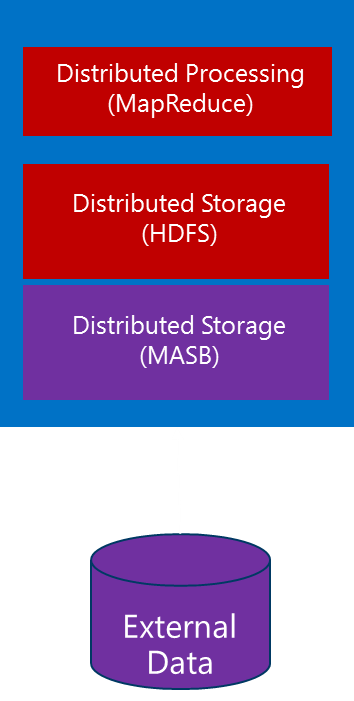 Distributed Processing
(MapReduce)
Distributed Storage
(HDFS)
Distributed Storage
(MASB)
External
Data